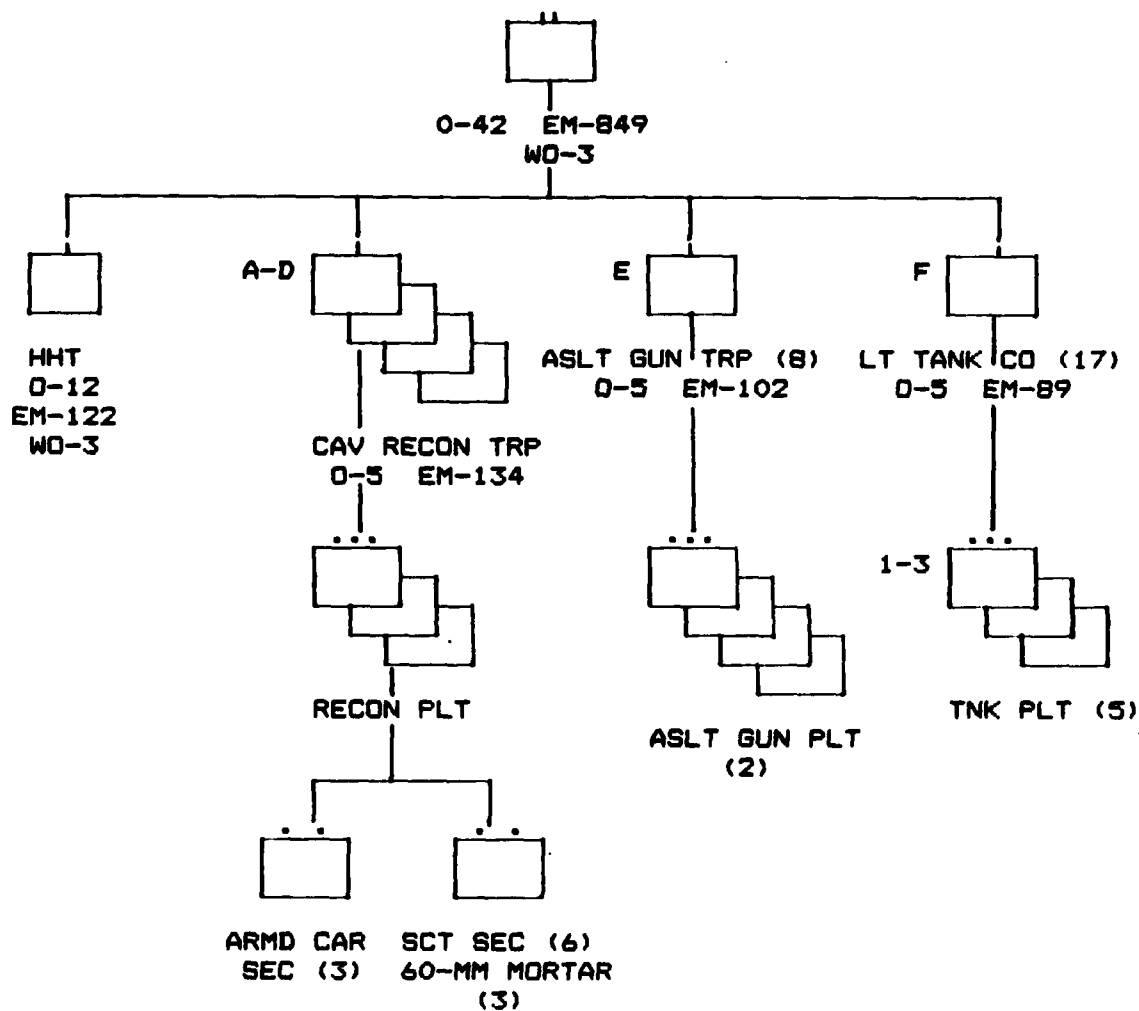 O-42 EM-849
WO-3
A-D
E
F
HHT
O-12
EM-122
WO-3
CAV RECON TRP
O-5 EM-134
ASLT GUN TRP (8)
O-5 EM-102
LT TANK CO (17)
O-5 EM-89
1-3
RECON PLT
ASLT GUN PLT
(2)
TNK PLT (5)
ARMD CAR
SEC (3)
SCT SEC (6)
60-MM MORTAR
(3)